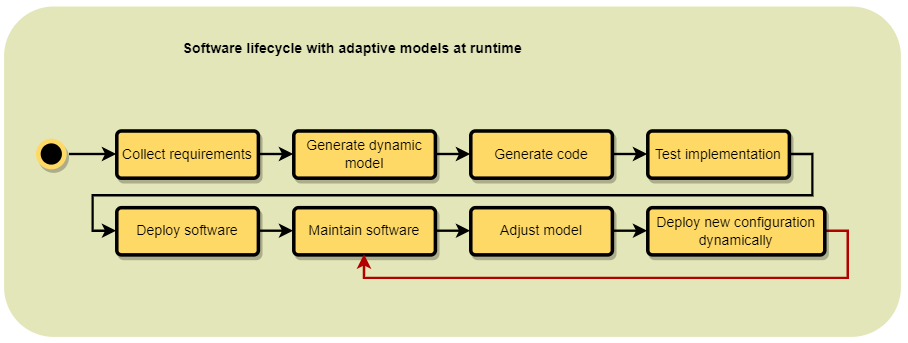 Software lifecycle with adaptive models at runtime
Collect requirements
Generate dynamic
model
Generate code
Test implementation
Deploy software
Maintain software
Adjust model
Deploy new configuration
dynamically